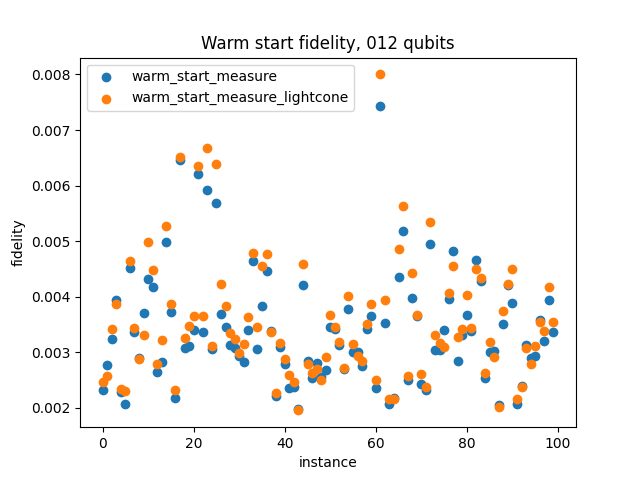 Warm start fidelity, 012 qubits
warm_start_measure
warm_start_measure_lightcone
0.008
0.007
0.006
0.005
0.004
0.003
0.002
fidelity
0 20 40 60 80 100
instance